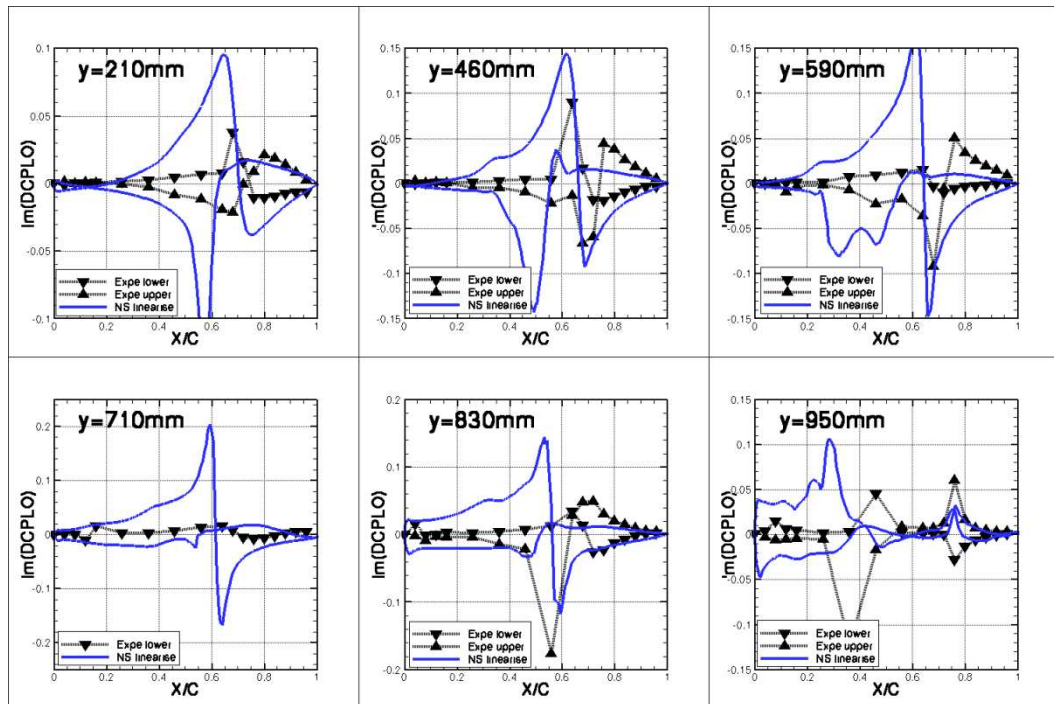 y=210mm
0.1
0.05
0
-0.05
-0.1
Im(DCPLO)
0 0.2 0.4 0.6 0.8 1
X/C
Expe lower
Expe upper
NS linearise
y=460mm
0.15
0.1
0.05
0
-0.05
-0.1
-0.15
'm(DCPLO)
0 0.2 0.4 0.6 0.8 1
X/C
Expe lower
Expe upper
NS linearise
y=590mm
0.15
0.1
0.05
0
-0.05
-0.1
-0.15
'm(DCPLO)
0 0.2 0.4 0.6 0.8 1
X/C
Expe lower
Expe upper
NS linearise
y=710mm
0.2
0.1
0
-0.1
-0.2
Im(DCPLO)
0 0.2 0.4 0.6 0.8 1
X/C
Expe lower
NS linearise
y=830mm
0.2
0.1
0
-0.1
-0.2
Im(DCPLO)
0 0.2 0.4 0.6 0.8 1
X/C
Expe lower
Expe upper
NS linearise
y=950mm
0.15
0.1
0.05
0
-0.05
-0.1
-0.15
'm(DCPLO)
0 0.2 0.4 0.6 0.8 1
X/C
Expe lower
Expe upper
NS linearise